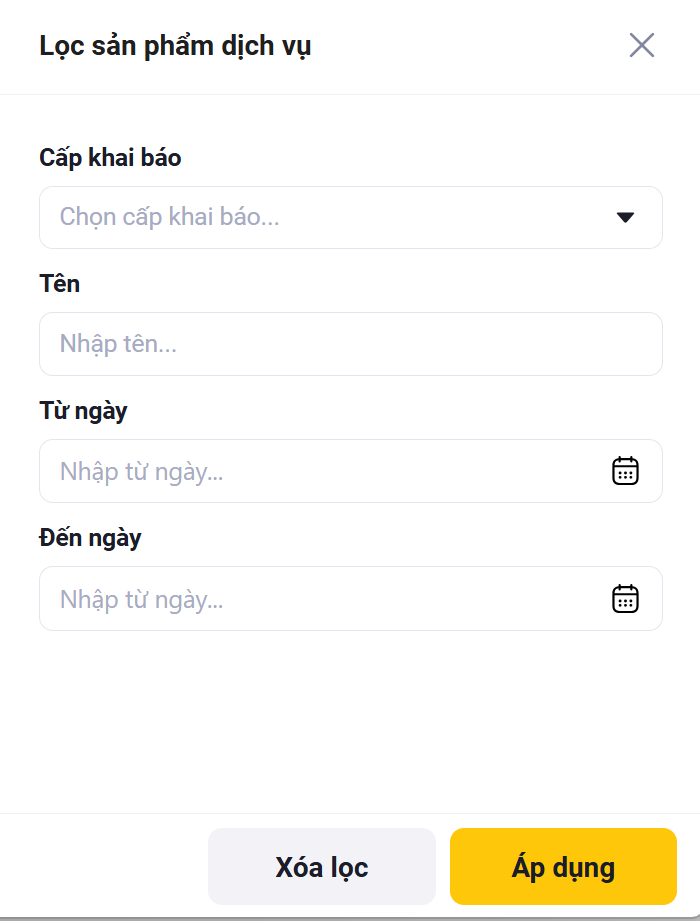 Lọc sản phẩm dịch vụ
Cấp khai báo
Chọn cấp khai báo...
Tên
Nhập tên...
Từ ngày
Nhập từ ngày...
Đến ngày
Nhập từ ngày...
Xóa lọc
Áp dụng